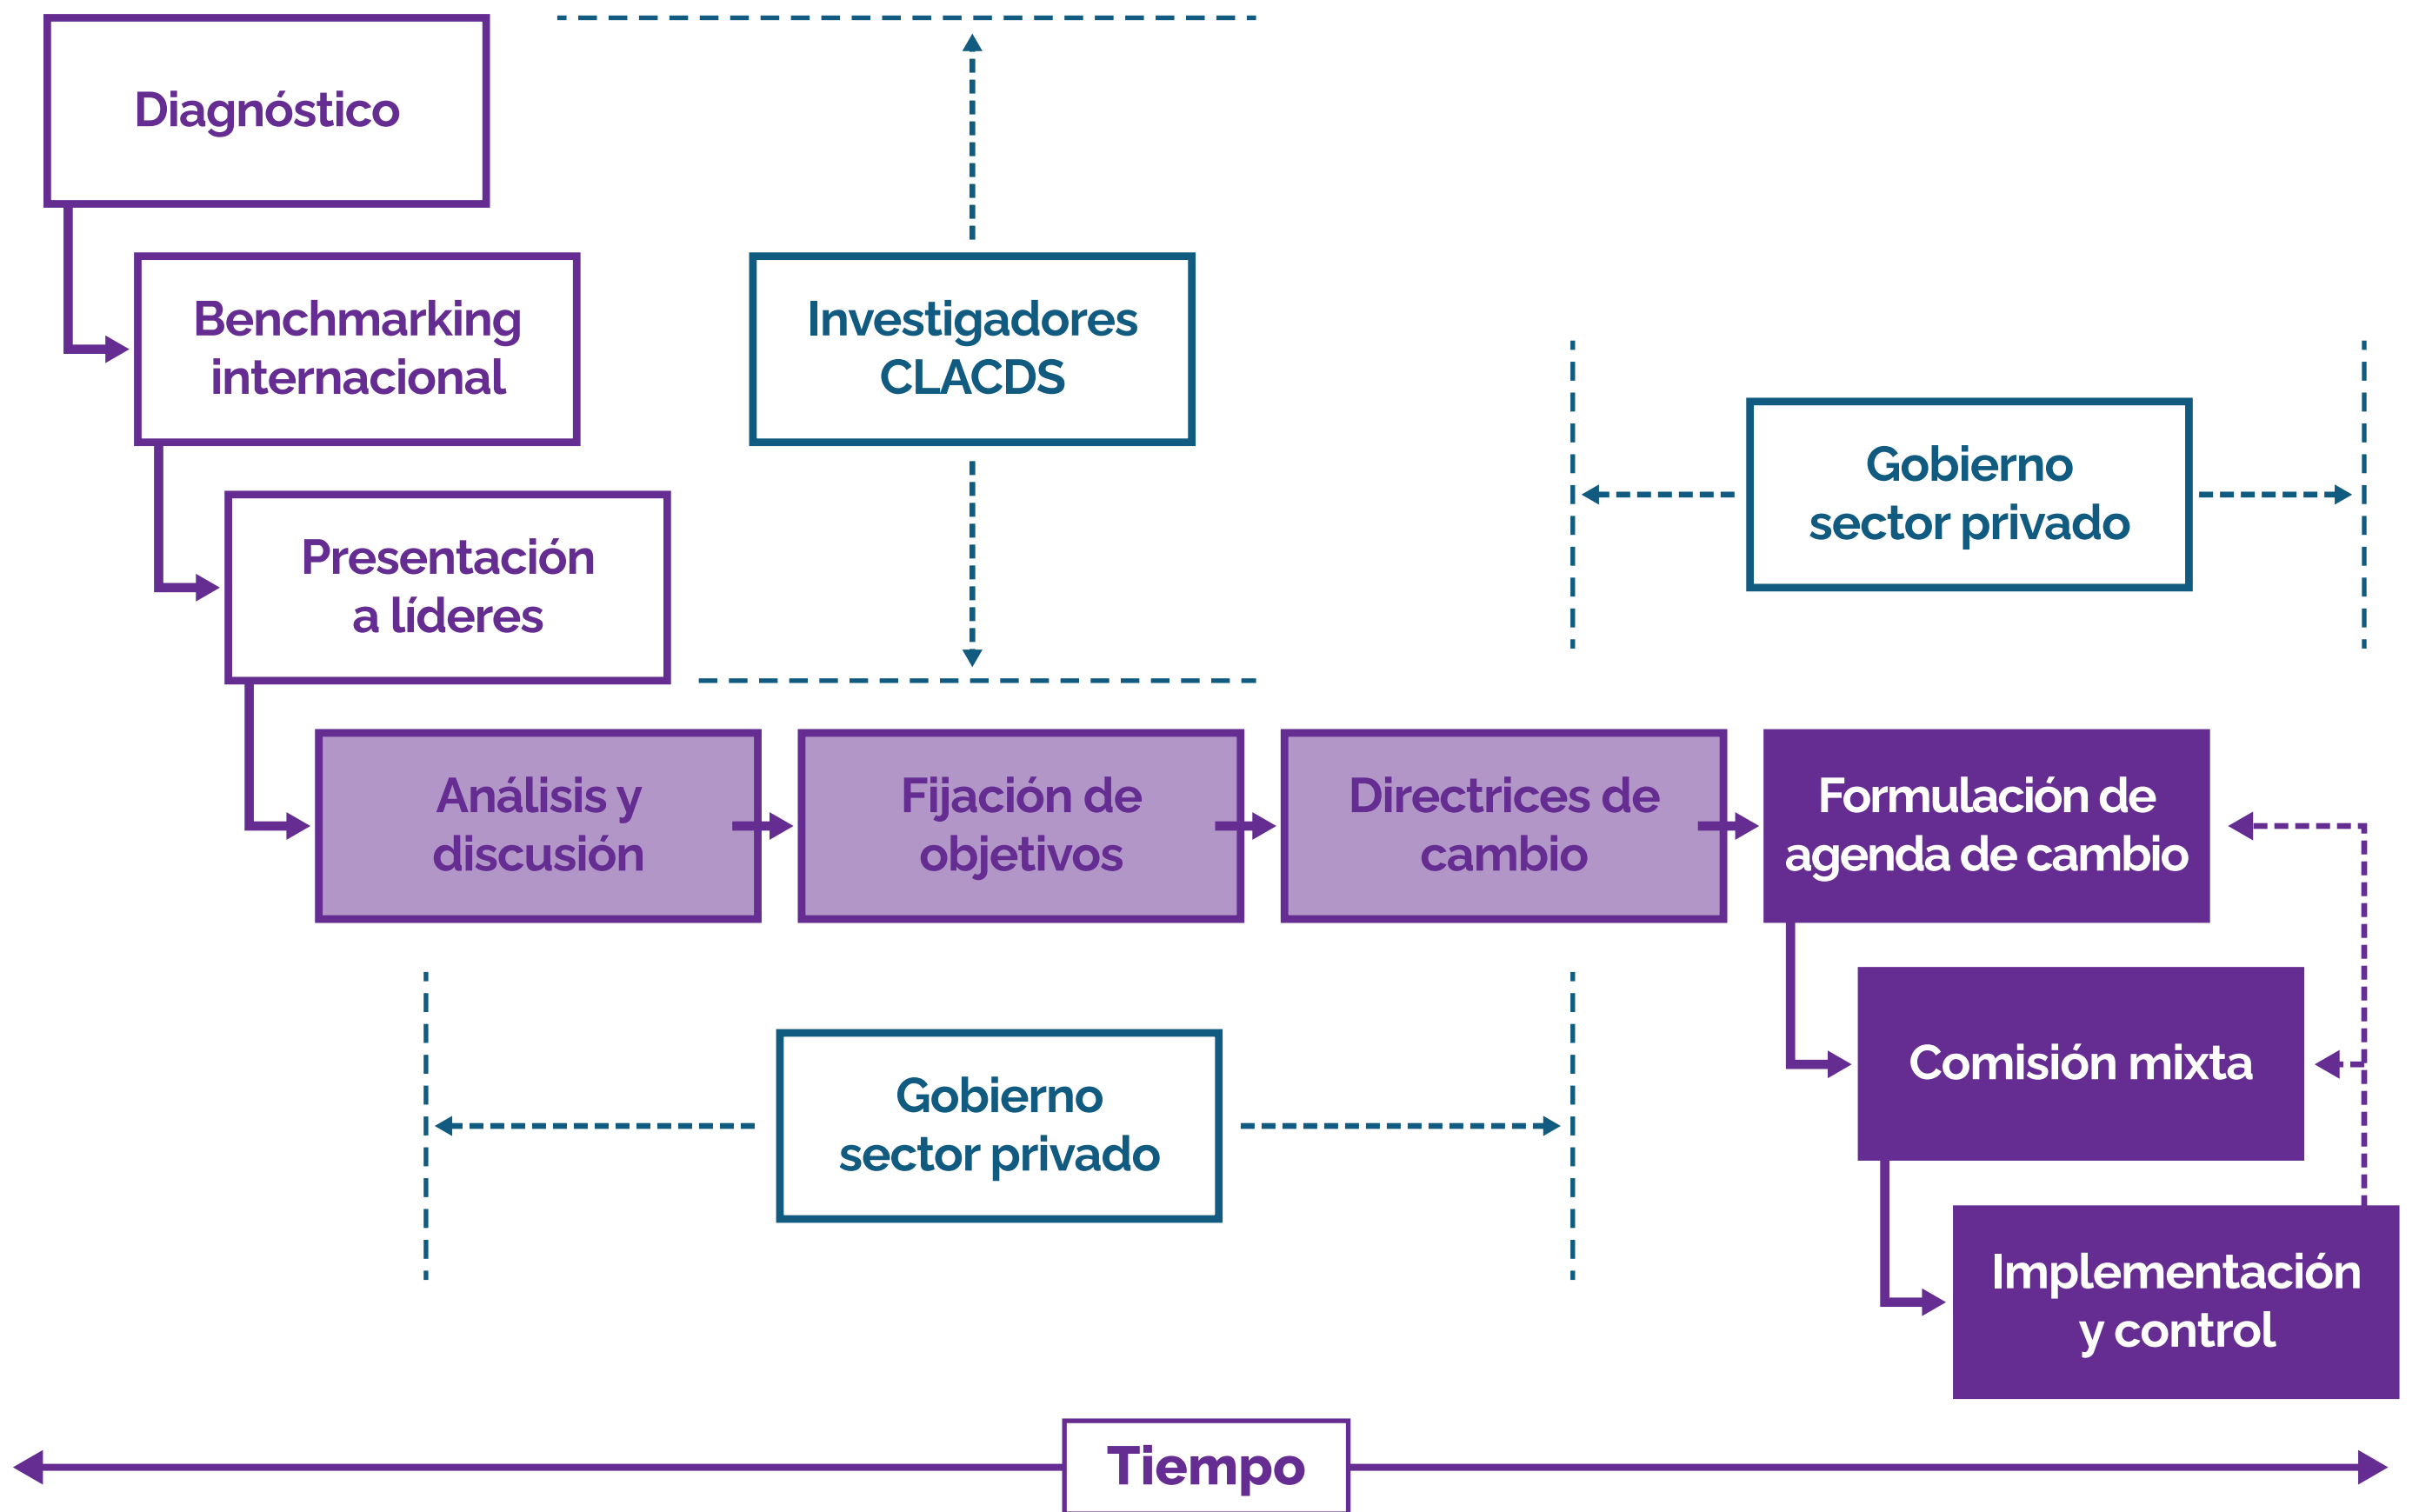 Diagnóstico
Benchmarking
internacional
Investigadores
CLACDS
Gobierno
sector privado
Presentación
a líderes
Análisis y
discusión
Fijación de
objetivos
Directrices de
cambio
Formulación de
agenda de cambio
Comisión mixta
Gobierno
sector privado
Implementación
y control
Tiempo